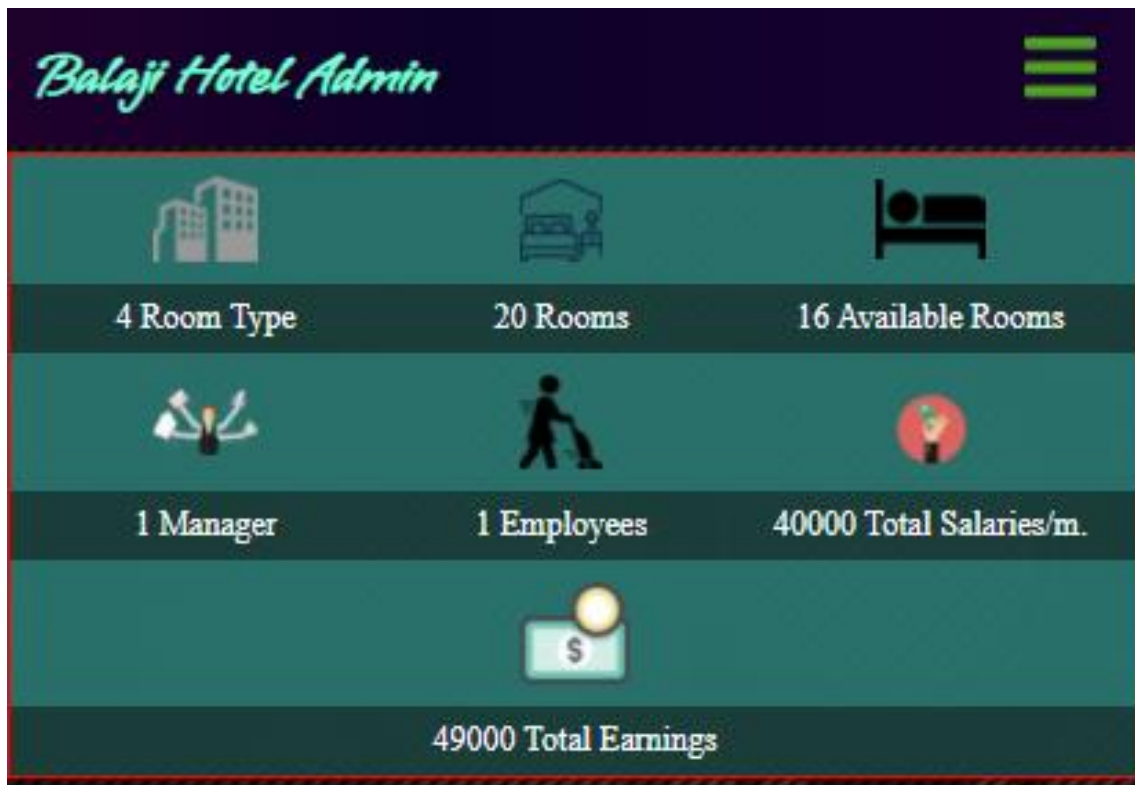 Balaji Hotel Admin
4 Room Type
20 Rooms
16 Available Rooms
1 Manager
1 Employees
40000 Total Salaries/m.
$
49000 Total Earnings